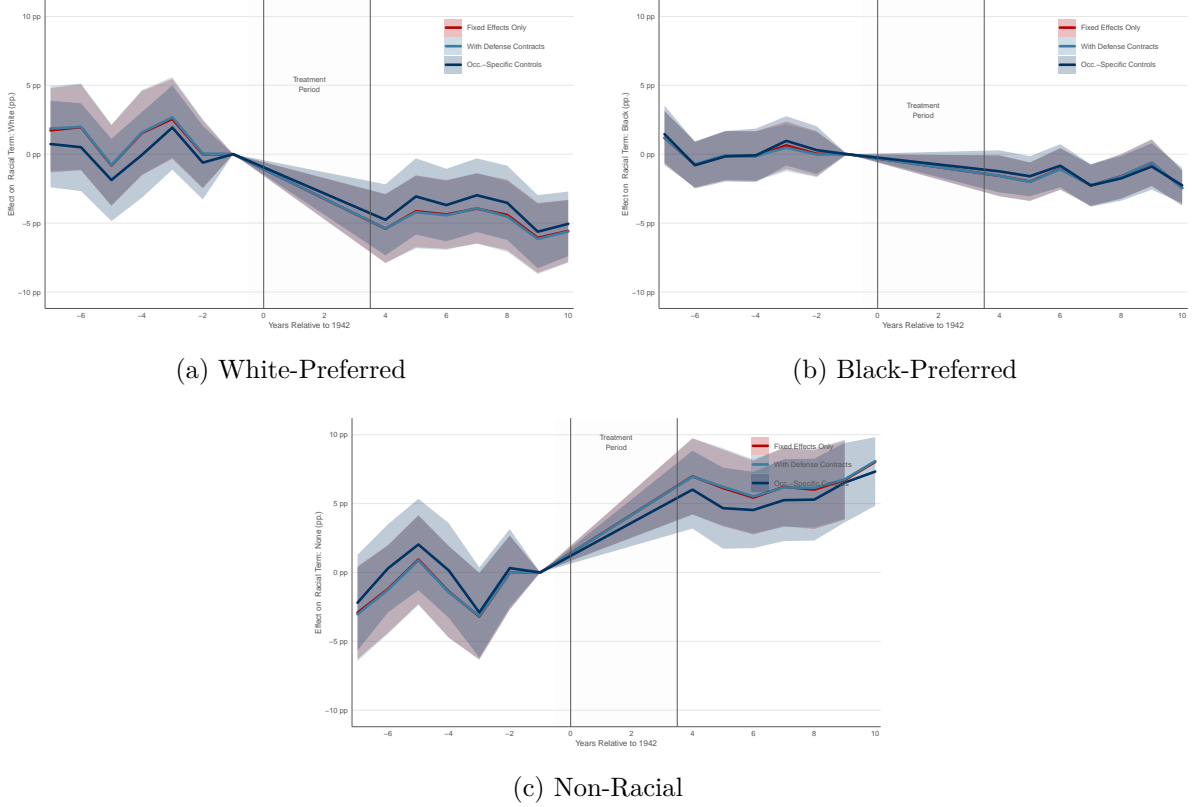 10 pp
5 pp
0 pp
−5 pp
−10 pp
Effect on Racial Term: White (pp.)
Treatment
Period
Fixed Effects Only
With Defense Contracts
Occ.−Specific Controls
−6
−4
−2
0
2
4
6
8
10
Years Relative to 1942
(a) White-Preferred
10 pp
5 pp
0 pp
−5 pp
−10 pp
Effect on Racial Term: Black (pp.)
Treatment
Period
Fixed Effects Only
With Defense Contracts
Occ.−Specific Controls
−6
−4
−2
0
2
4
6
8
10
Years Relative to 1942
(b) Black-Preferred
10 pp
5 pp
0 pp
−5 pp
−10 pp
Effect on Racial Term: None (pp.)
Treatment
Period
Fixed Effects Only
With Defense Contracts
Occ.−Specific Controls
−6
−4
−2
0
2
4
6
8
10
Years Relative to 1942
(c) Non-Racial